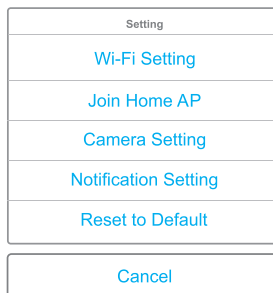 Setting
Wi-Fi Setting
Join Home AP
Camera Setting
Notification Setting
Reset to Default
Cancel